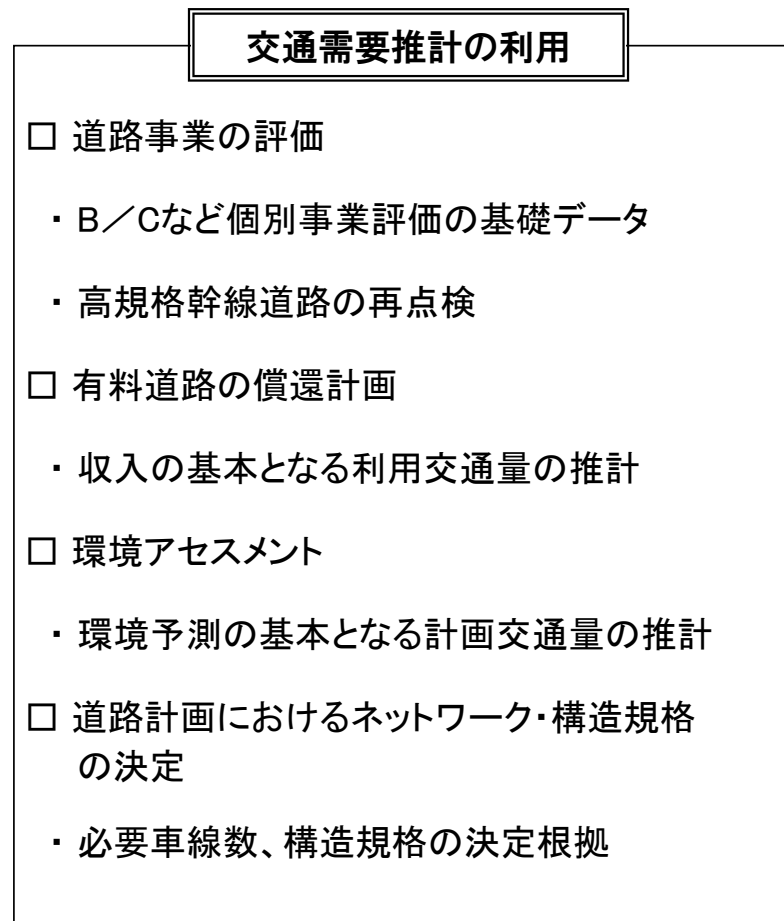 交通需要推計の利用
□ 道路事業の評価
・ B／Cなど個別事業評価の基礎データ
・ 高規格幹線道路の再点検
□ 有料道路の償還計画
・ 収入の基本となる利用交通量の推計
□ 環境アセスメント
・ 環境予測の基本となる計画交通量の推計
□ 道路計画におけるネットワーク・構造規格
の決定
・ 必要車線数、構造規格の決定根拠